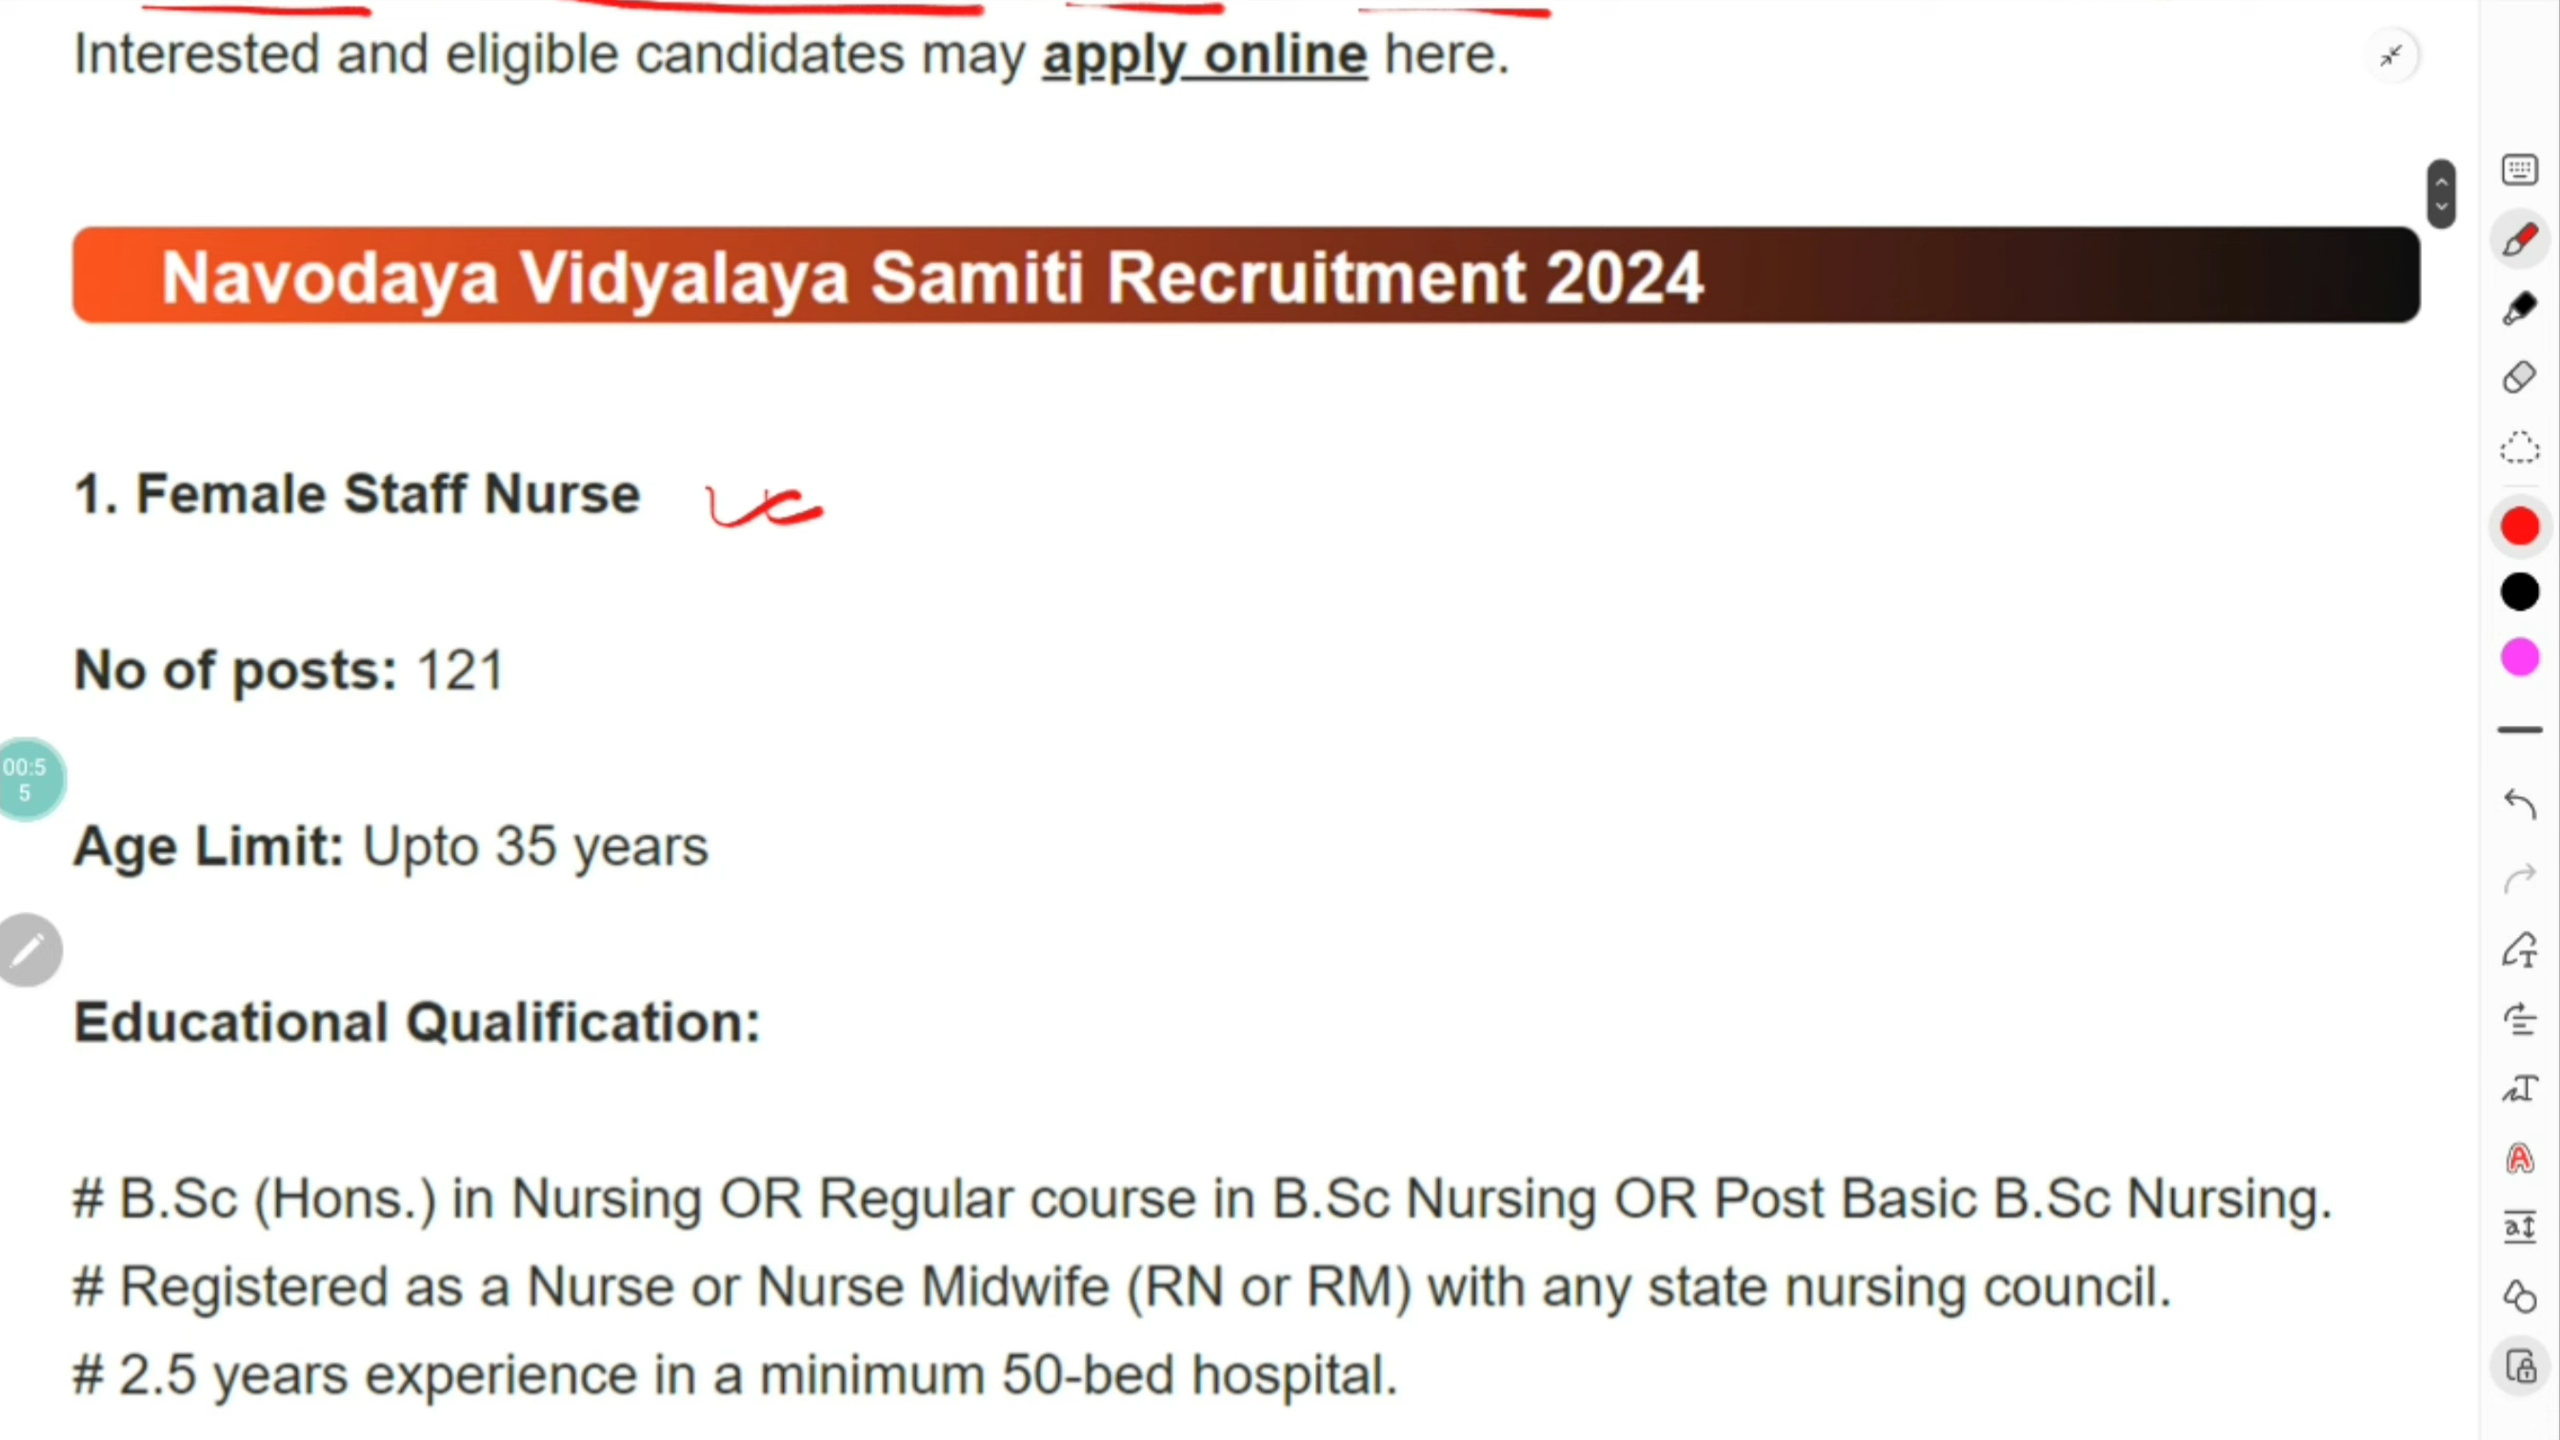 Interested and eligible candidates may apply online here.
Navodaya Vidyalaya Samiti Recruitment 2024
1. Female Staff Nurse
No of posts: 121
00:5
5
Age Limit: Upto 35 years
Educational Qualification:
# B.Sc (Hons.) in Nursing OR Regular course in B.Sc Nursing OR Post Basic B.Sc Nursing.
# Registered as a Nurse or Nurse Midwife (RN or RM) with any state nursing council.
# 2.5 years experience in a minimum 50-bed hospital.